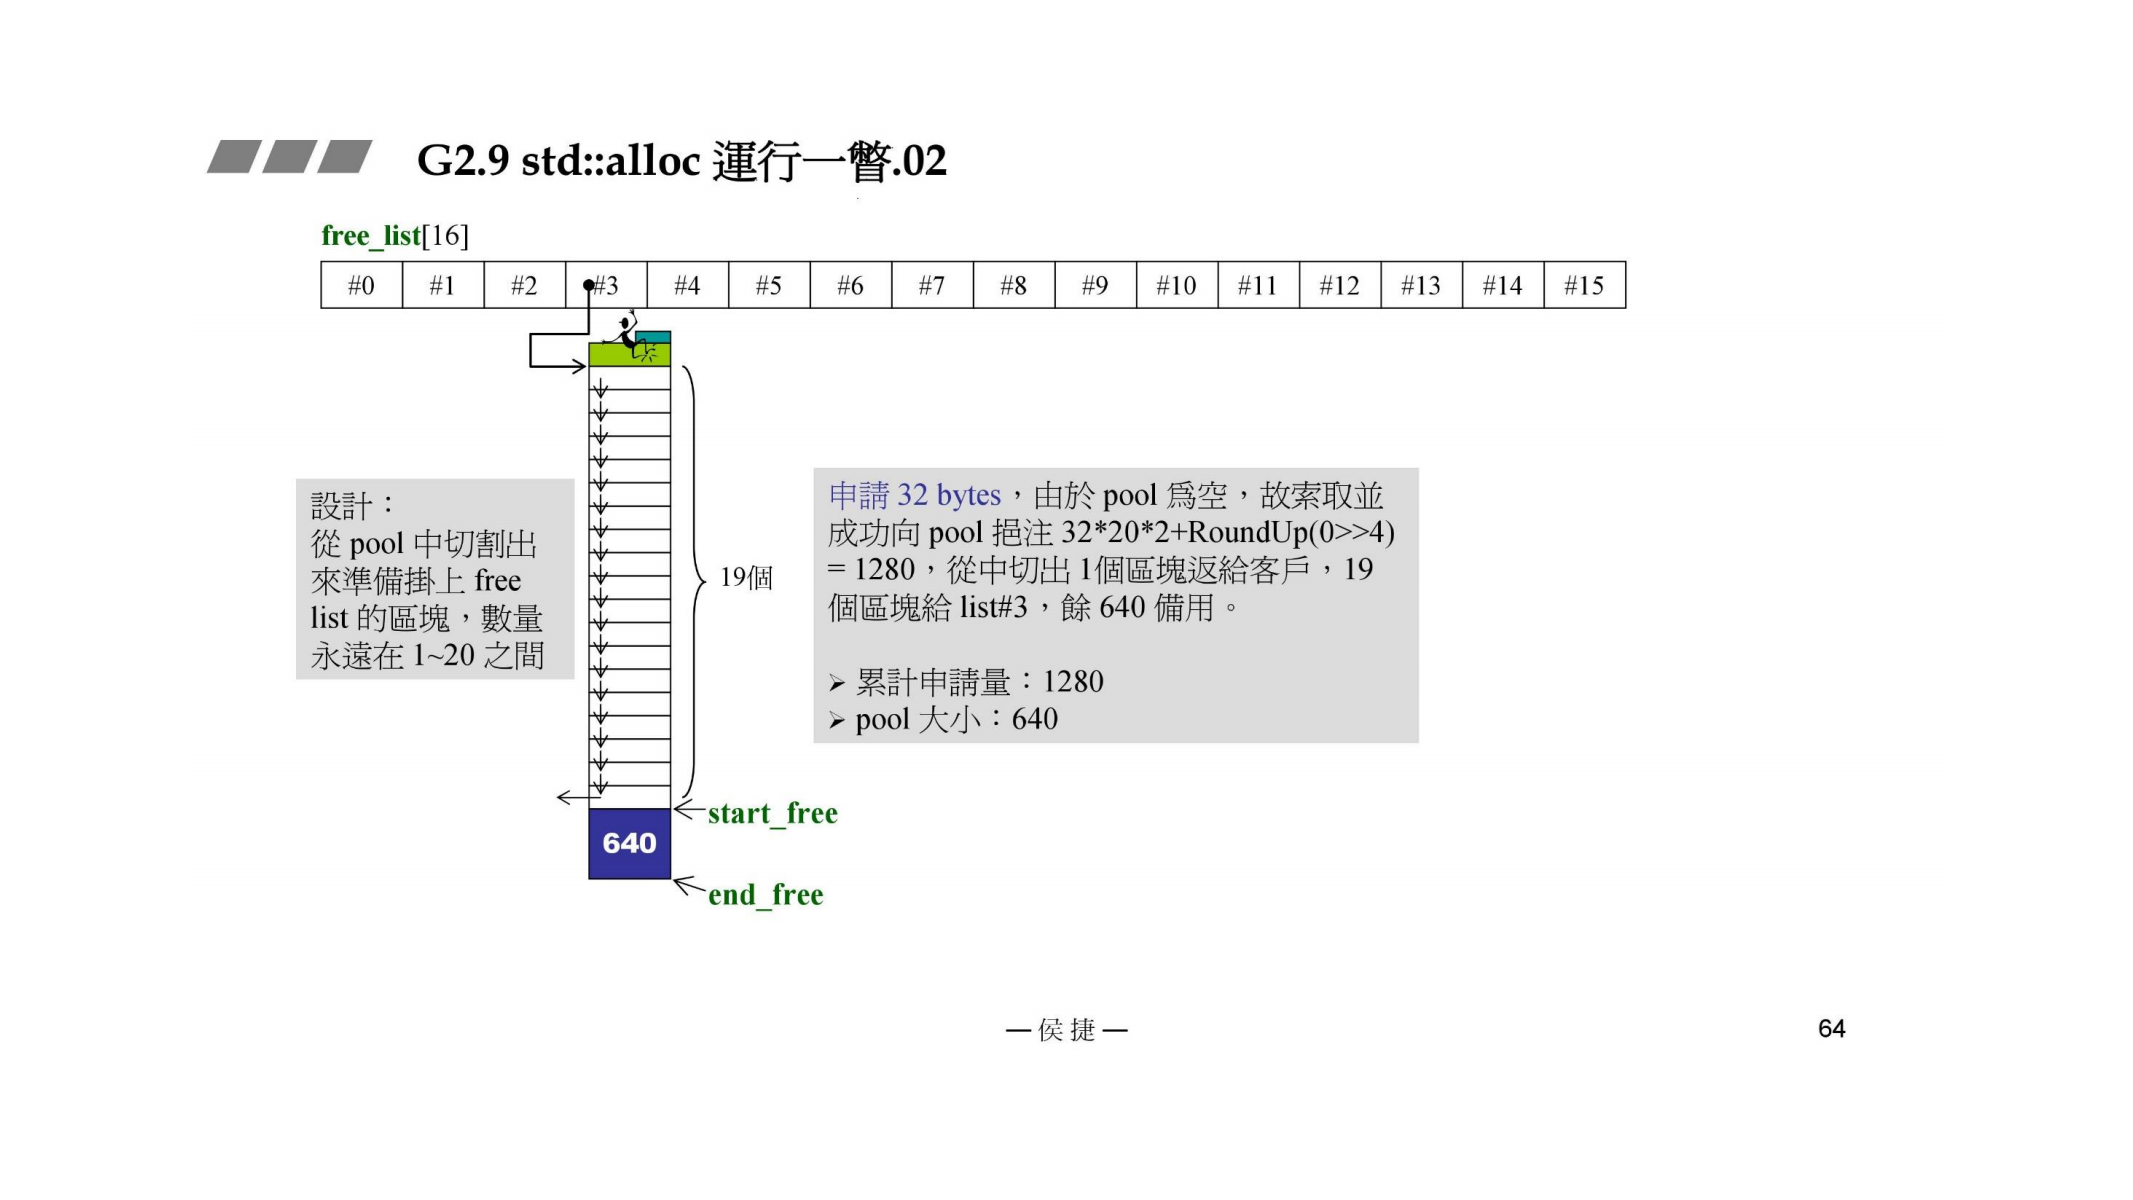 G2.9 std::alloc 運行一瞥.02
free_list[16]
#0 #1 #2 #3 #4 #5 #6 #7 #8 #9 #10 #11 #12 #13 #14 #15
設計：
從 pool 中切割出
來準備掛上 free
list 的區塊，數量
永遠在 1~20 之間
19個
申請 32 bytes，由於 pool 爲空，故索取並
成功向 pool 挹注 32*20*2+RoundUp(0>>4)
= 1280，從中切出 1個區塊返給客戶，19
個區塊給 list#3，餘 640 備用。
➢ 累計申請量：1280
➢ pool 大小：640
start_free
640
end_free
— 侯 捷 —
64